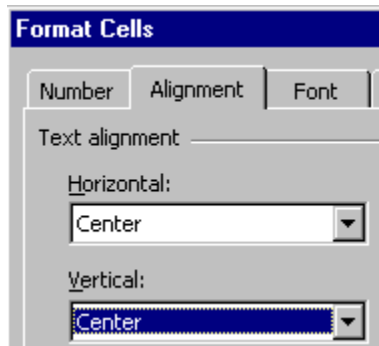 Format Cells
Number Alignment Font
Text alignment
Horizontal:
Center
Vertical:
Center